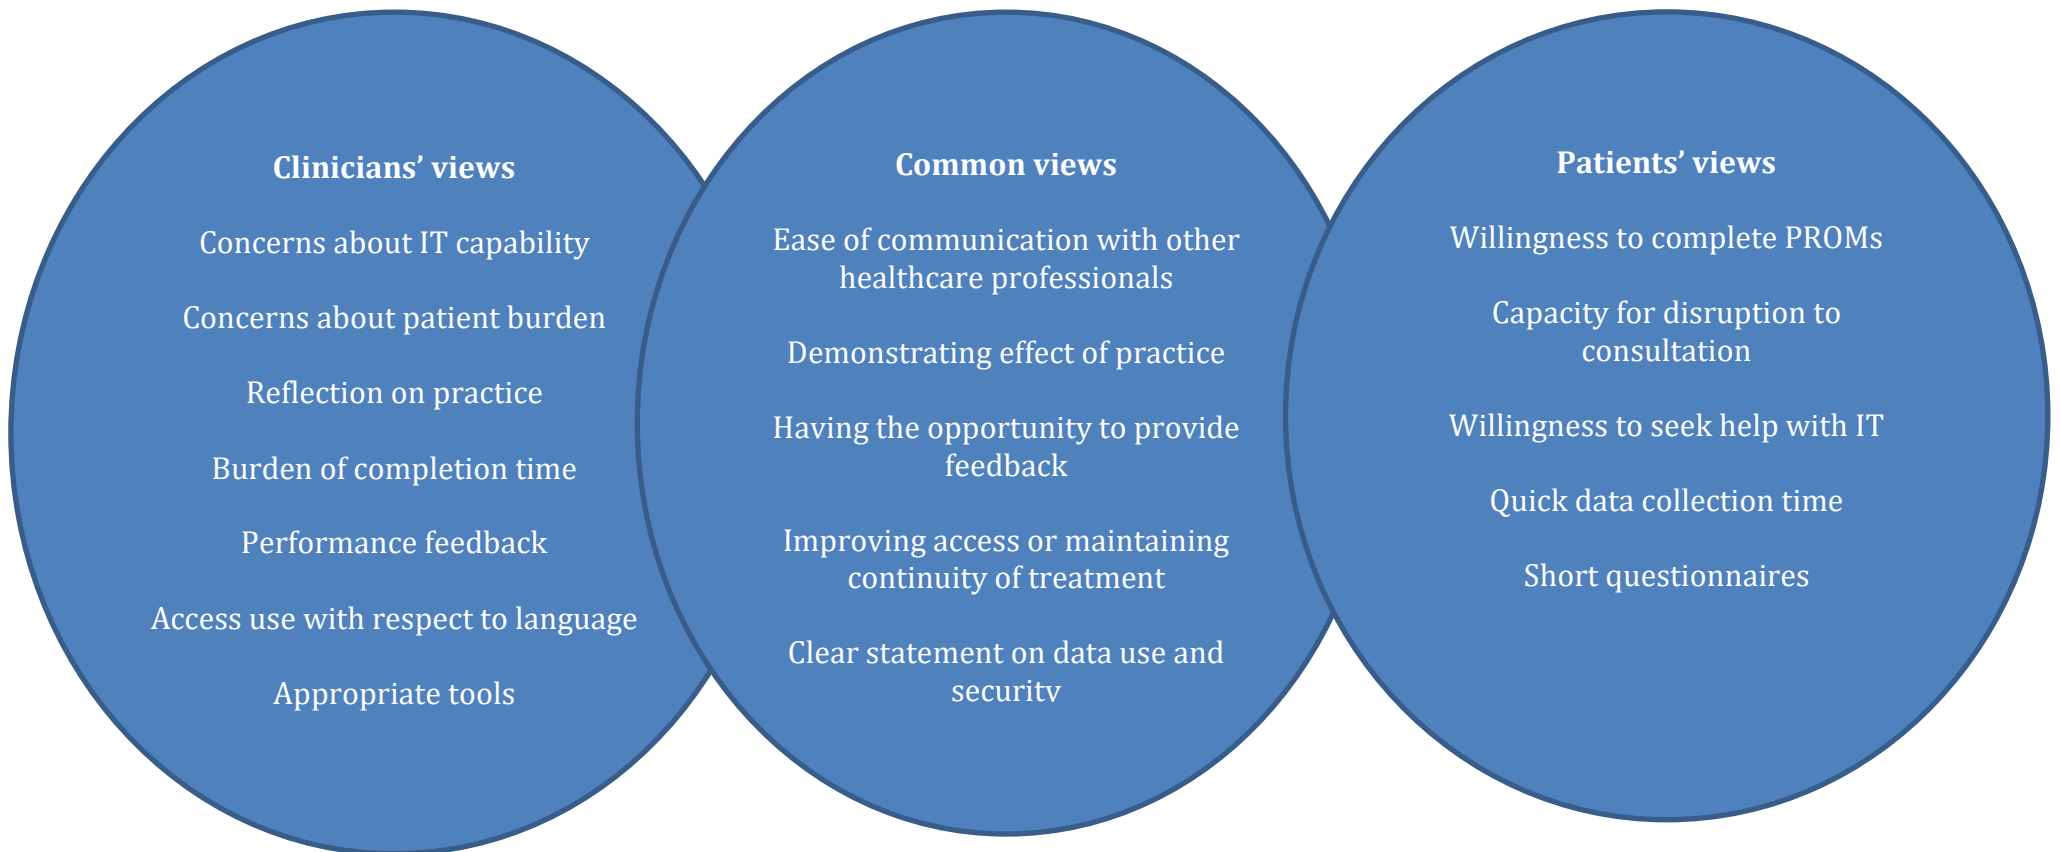 Clinicians’ views
Concerns about IT capability
Concerns about patient burden
Reflection on practice
Burden of completion time
Performance feedback
Access use with respect to language
Appropriate tools
Common views
Ease of communication with other
healthcare professionals
Demonstrating effect of practice
Having the opportunity to provide
feedback
Improving access or maintaining
continuity of treatment
Clear statement on data use and
security
Patients’ views
Willingness to complete PROMs
Capacity for disruption to
consultation
Willingness to seek help with IT
Quick data collection time
Short questionnaires